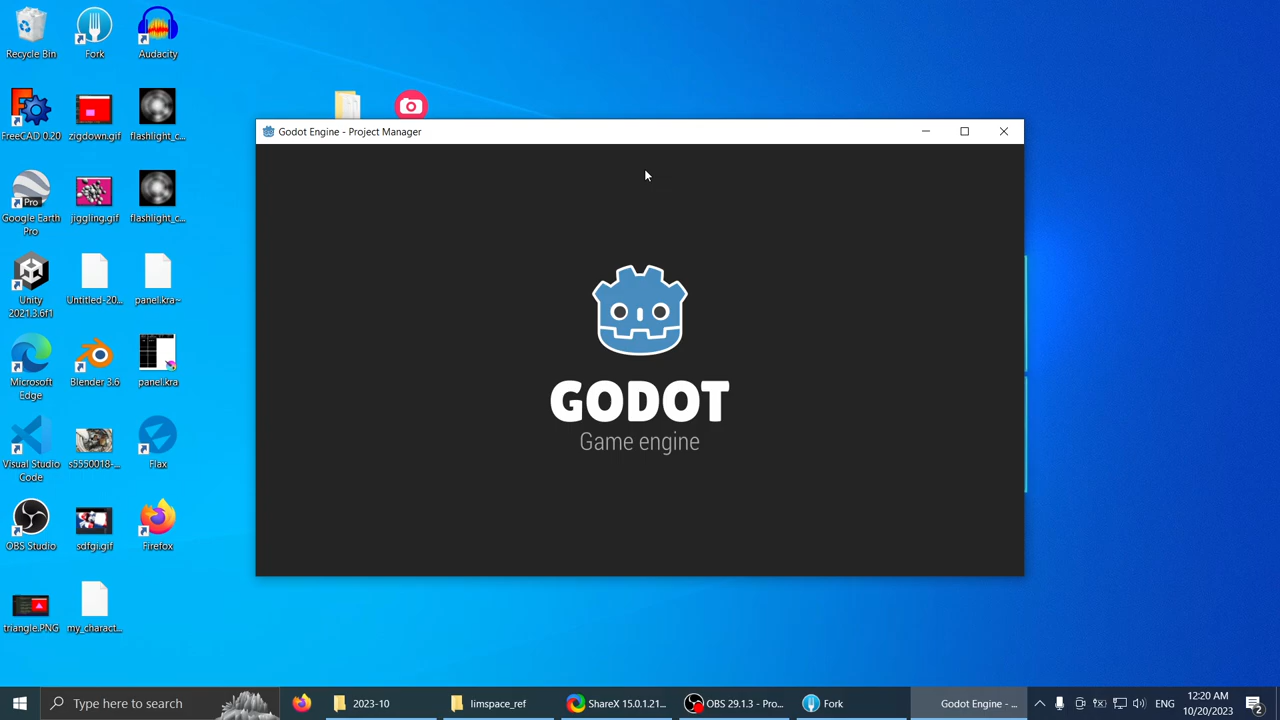 Recycle Bin
Fork
Audacity
FreeCAD 0.20
zigdown.gif
flashlight_c...
Pro
Google Earth
Pro
jiggling.gif
flashlight_c...
Unity
2021.3.6f1
Untitled-20...
panel.kra~
Microsoft
Edge
Blender 3.6
panel.kra
Visual Studio
Code
s5550018-...
Flax
OBS Studio
sdfgi.gif
Firefox
triangle.PNG
my_charact...
Godot Engine - Project Manager
GODOT
Game engine
Type here to search
2023-10
limspace_ref
ShareX 15.0.1.21...
OBS 29.1.3 - Pro...
Fork
Godot Engine - ...
ENG
12:20 AM
10/20/2023
2